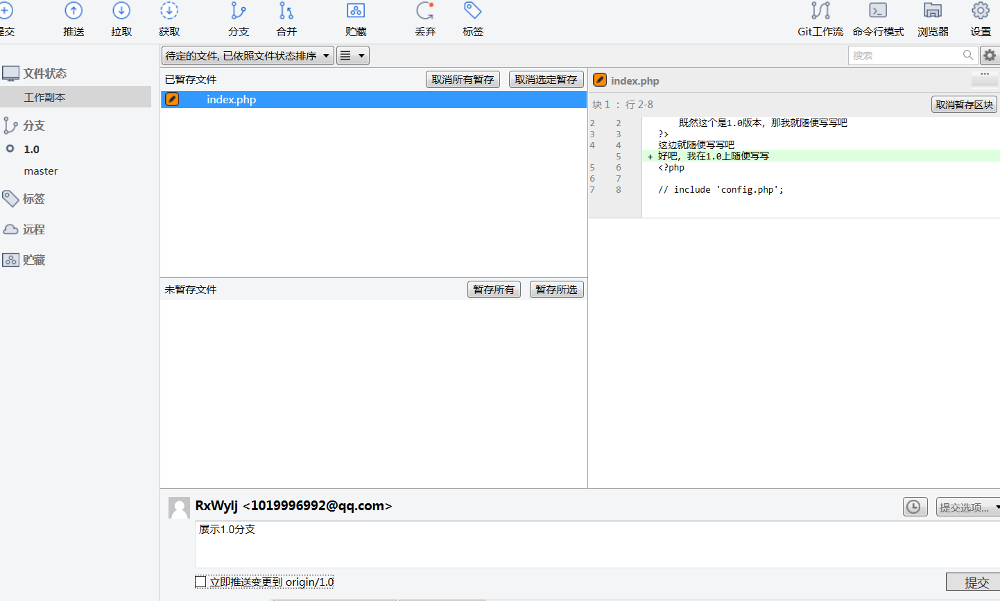 提交 推送 拉取 获取 分支 合并 贮藏 丢弃 标签 Git工作流 命令行模式 浏览器 设置
待定的文件, 已依照文件状态排序 搜索
文件状态
工作副本
分支
1.0
master
标签
远程
贮藏
已暂存文件 取消所有暂存 取消选定暂存
index.php
未暂存文件 暂存所有 暂存所选
index.php
块 1 : 行 2-8 取消暂存区块
2 2 既然这个是1.0版本, 那我就随便写写吧
3 3 ?>
4 4 这边就随便写写吧
5 + 好吧, 我在1.0上随便写写
5 6 <?php
6 7
7 8 // include 'config.php';
RxWylj <1019996992@qq.com> 提交选项...
展示1.0分支
立即推送变更到 origin/1.0
提交